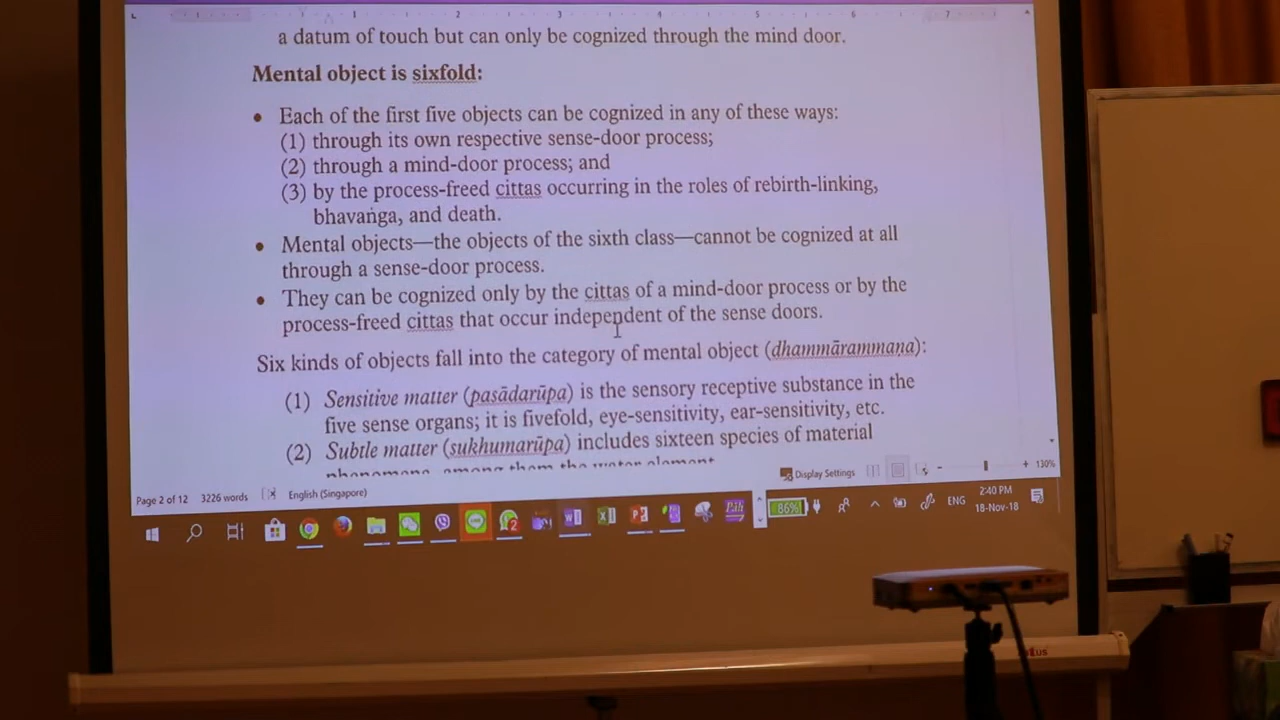 a datum of touch but can only be cognized through the mind door.
Mental object is sixfold:
• Each of the first five objects can be cognized in any of these ways:
(1) through its own respective sense-door process;
(2) through a mind-door process; and
(3) by the process-freed cittas occurring in the roles of rebirth-linking,
bhavaṅga, and death.
• Mental objects—the objects of the sixth class—cannot be cognized at all
through a sense-door process.
• They can be cognized only by the cittas of a mind-door process or by the
process-freed cittas that occur independent of the sense doors.
Six kinds of objects fall into the category of mental object (dhammārammaṇa):
(1) Sensitive matter (pasādarūpa) is the sensory receptive substance in the
five sense organs; it is fivefold, eye-sensitivity, ear-sensitivity, etc.
(2) Subtle matter (sukhumarūpa) includes sixteen species of material
phenomena, among them the water element
Display Settings
130%
Page 2 of 12 3226 words English (Singapore)
86%
ENG
2:40 PM
18-Nov-18